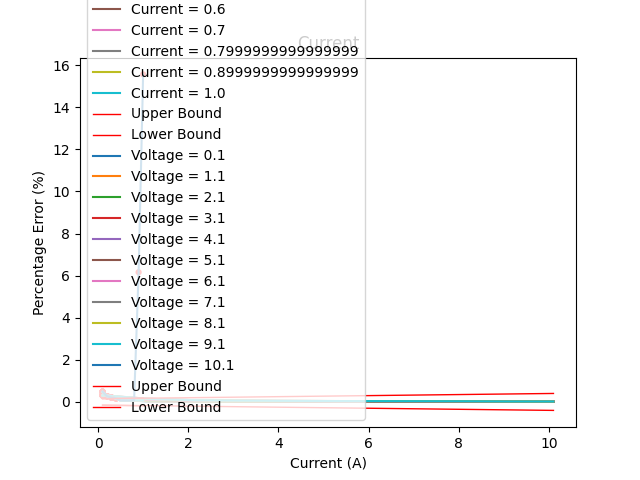 Current = 0.6
Current = 0.7
Current
Current = 0.7999999999999999
Current = 0.8999999999999999
Current = 1.0
Upper Bound
Lower Bound
Voltage = 0.1
Voltage = 1.1
Voltage = 2.1
Voltage = 3.1
Voltage = 4.1
Voltage = 5.1
Voltage = 6.1
Voltage = 7.1
Voltage = 8.1
Voltage = 9.1
Voltage = 10.1
Upper Bound
Lower Bound
16
14
12
10
8
6
4
2
0
Percentage Error (%)
0 2 4 6 8 10
Current (A)